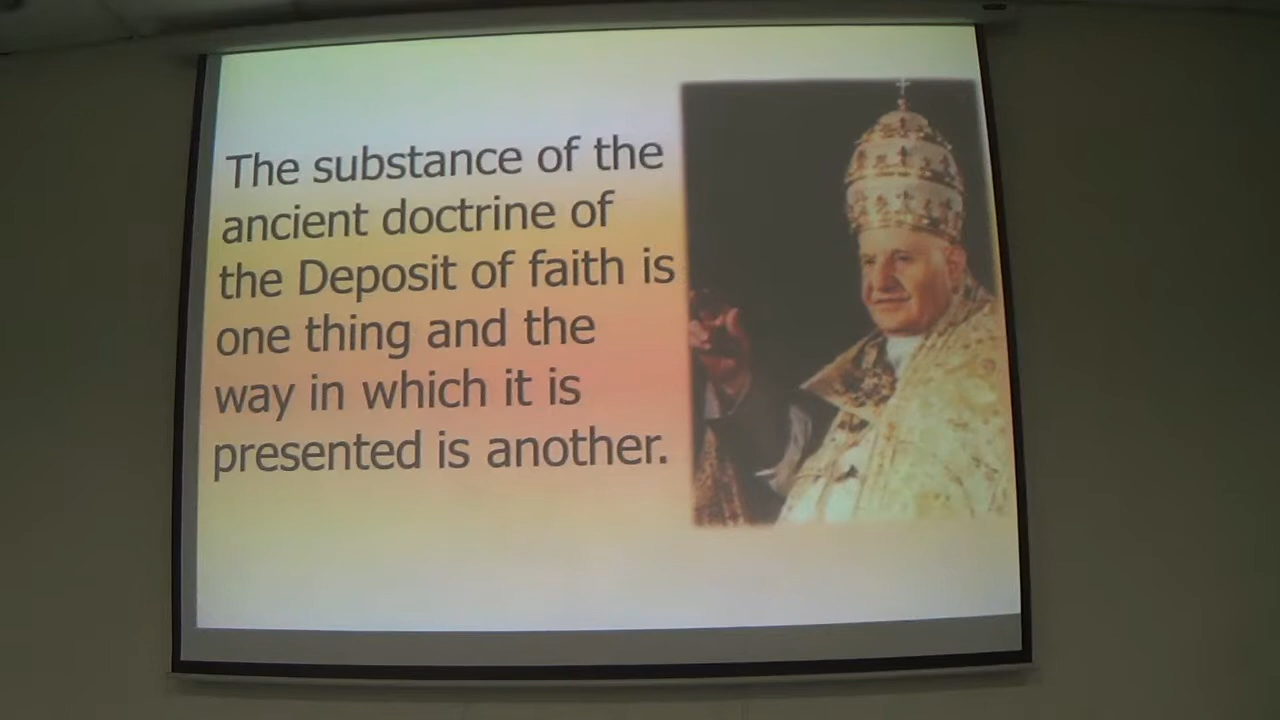 The substance of the
ancient doctrine of
the Deposit of faith is
one thing and the
way in which it is
presented is another.